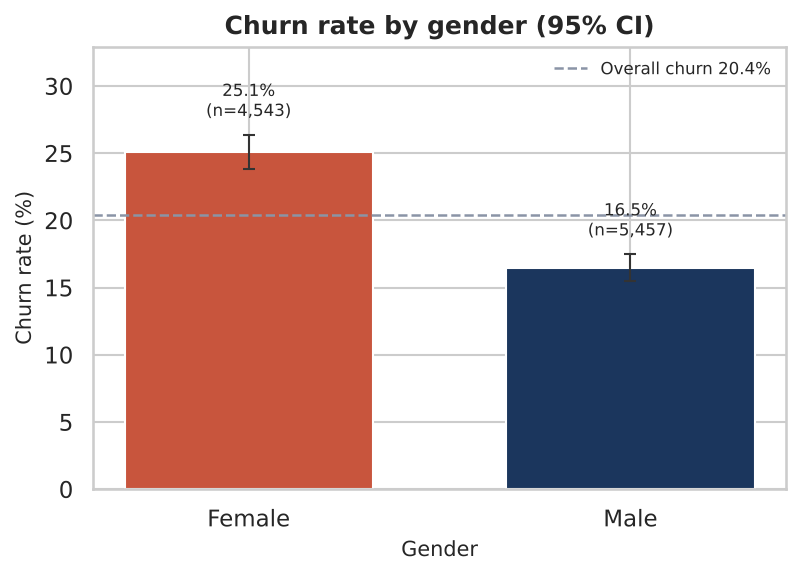 Churn rate by gender (95% CI)
Overall churn 20.4%
Churn rate (%)
30
25
20
15
10
5
0
25.1%
(n=4,543)
16.5%
(n=5,457)
Female
Male
Gender